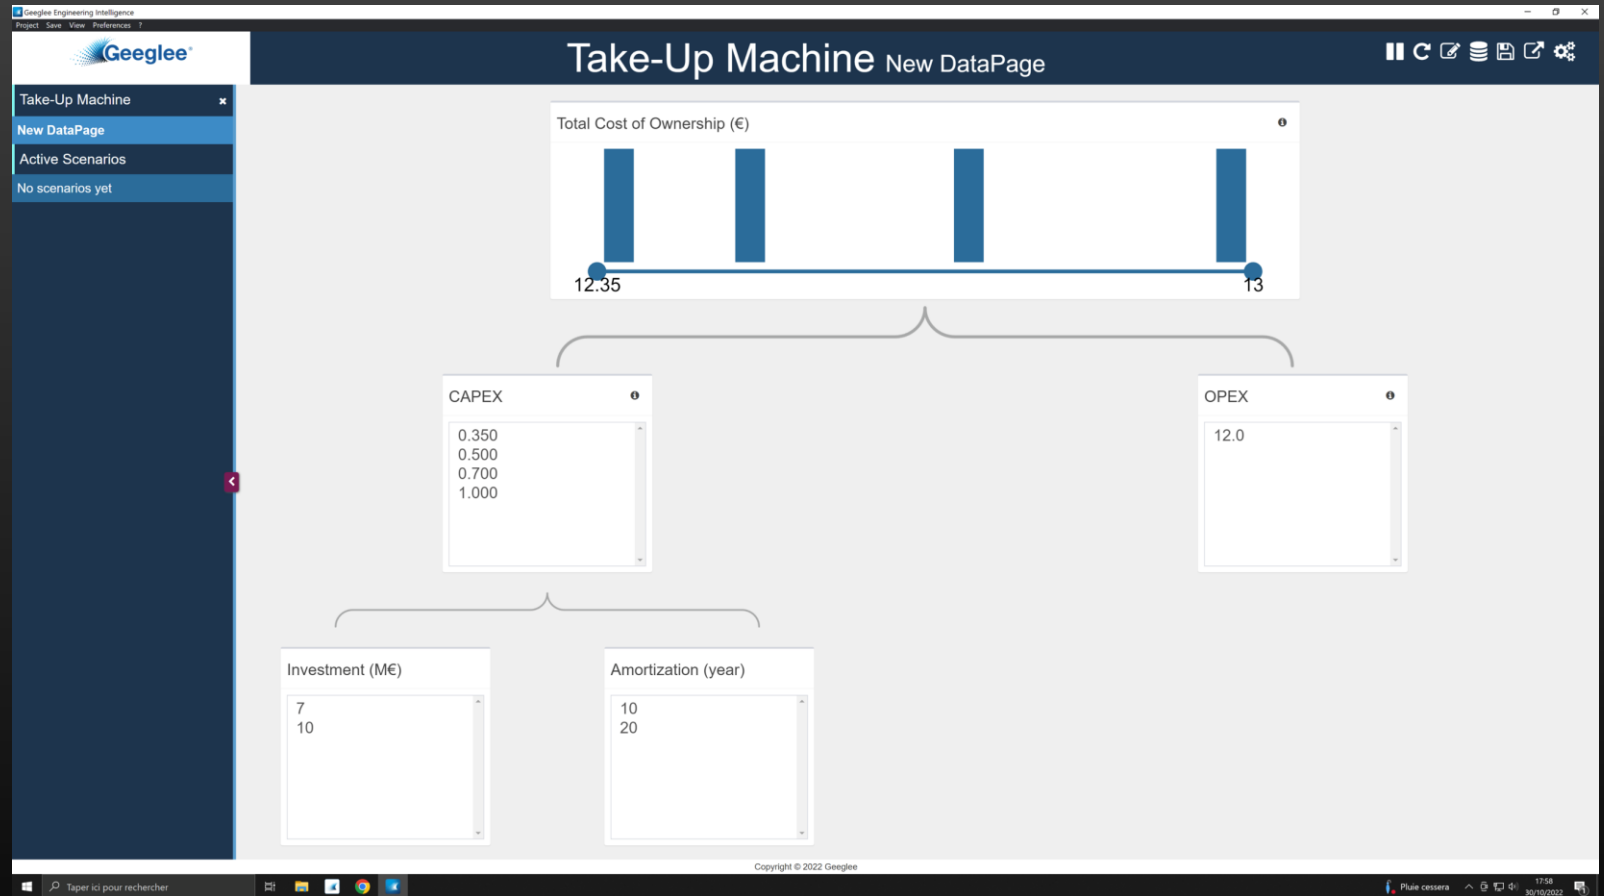 Geeglee Engineering Intelligence
Project Save View Preferences ?
Geeglee®
Take-Up Machine New DataPage
Take-Up Machine
New DataPage
Active Scenarios
No scenarios yet
Total Cost of Ownership (€)
12.35 13
CAPEX
0.350
0.500
0.700
1.000
OPEX
12.0
Investment (M€)
7
10
Amortization (year)
10
20
Copyright © 2022 Geeglee
Taper ici pour rechercher
Pluie cessera
17:58
30/10/2022